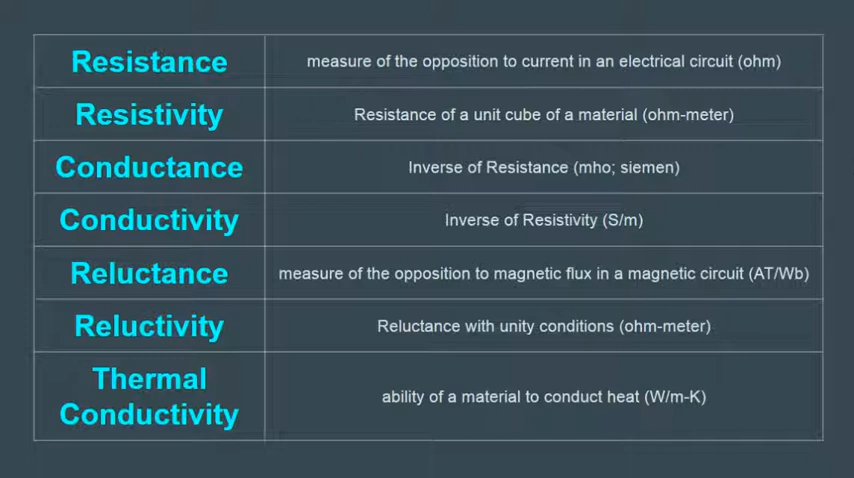 Resistance
measure of the opposition to current in an electrical circuit (ohm)
Resistivity
Resistance of a unit cube of a material (ohm-meter)
Conductance
Inverse of Resistance (mho; siemen)
Conductivity
Inverse of Resistivity (S/m)
Reluctance
measure of the opposition to magnetic flux in a magnetic circuit (AT/Wb)
Reluctivity
Reluctance with unity conditions (ohm-meter)
Thermal
Conductivity
ability of a material to conduct heat (W/m-K)